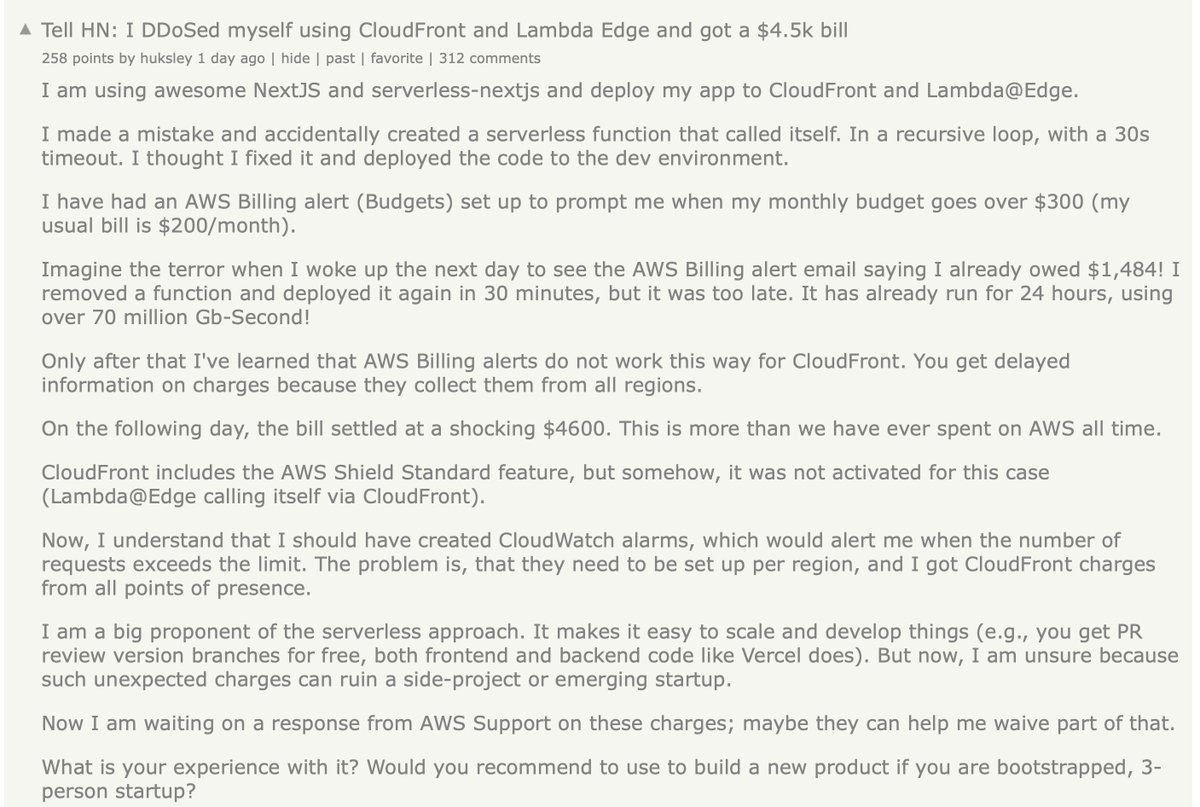 ▲ Tell HN: I DDoSed myself using CloudFront and Lambda Edge and got a $4.5k bill
258 points by huksley 1 day ago | hide | past | favorite | 312 comments
I am using awesome NextJS and serverless-nextjs and deploy my app to CloudFront and Lambda@Edge.
I made a mistake and accidentally created a serverless function that called itself. In a recursive loop, with a 30s
timeout. I thought I fixed it and deployed the code to the dev environment.
I have had an AWS Billing alert (Budgets) set up to prompt me when my monthly budget goes over $300 (my
usual bill is $200/month).
Imagine the terror when I woke up the next day to see the AWS Billing alert email saying I already owed $1,484! I
removed a function and deployed it again in 30 minutes, but it was too late. It has already run for 24 hours, using
over 70 million Gb-Second!
Only after that I've learned that AWS Billing alerts do not work this way for CloudFront. You get delayed
information on charges because they collect them from all regions.
On the following day, the bill settled at a shocking $4600. This is more than we have ever spent on AWS all time.
CloudFront includes the AWS Shield Standard feature, but somehow, it was not activated for this case
(Lambda@Edge calling itself via CloudFront).
Now, I understand that I should have created CloudWatch alarms, which would alert me when the number of
requests exceeds the limit. The problem is, that they need to be set up per region, and I got CloudFront charges
from all points of presence.
I am a big proponent of the serverless approach. It makes it easy to scale and develop things (e.g., you get PR
review version branches for free, both frontend and backend code like Vercel does). But now, I am unsure because
such unexpected charges can ruin a side-project or emerging startup.
Now I am waiting on a response from AWS Support on these charges; maybe they can help me waive part of that.
What is your experience with it? Would you recommend to use to build a new product if you are bootstrapped, 3-
person startup?